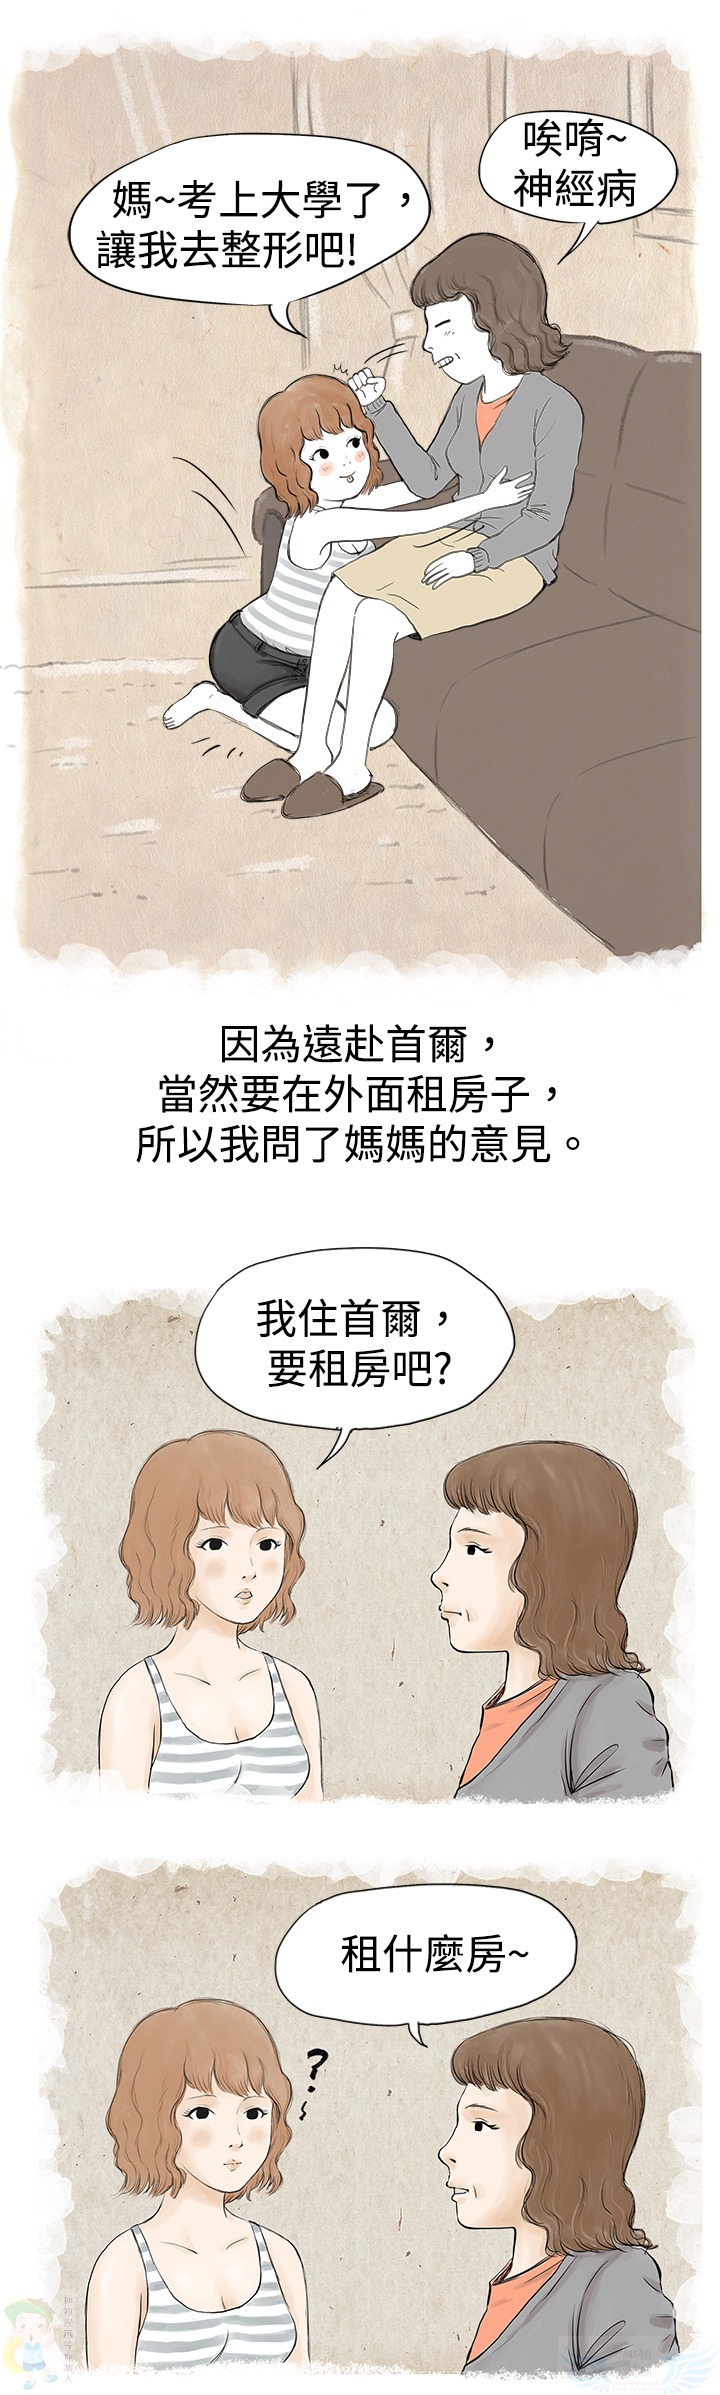 唉唷~
神經病
媽~考上大學了，
讓我去整形吧!
因為遠赴首爾，
當然要在外面租房子，
所以我問了媽媽的意見。
我住首爾，
要租房吧?
租什麼房~
?